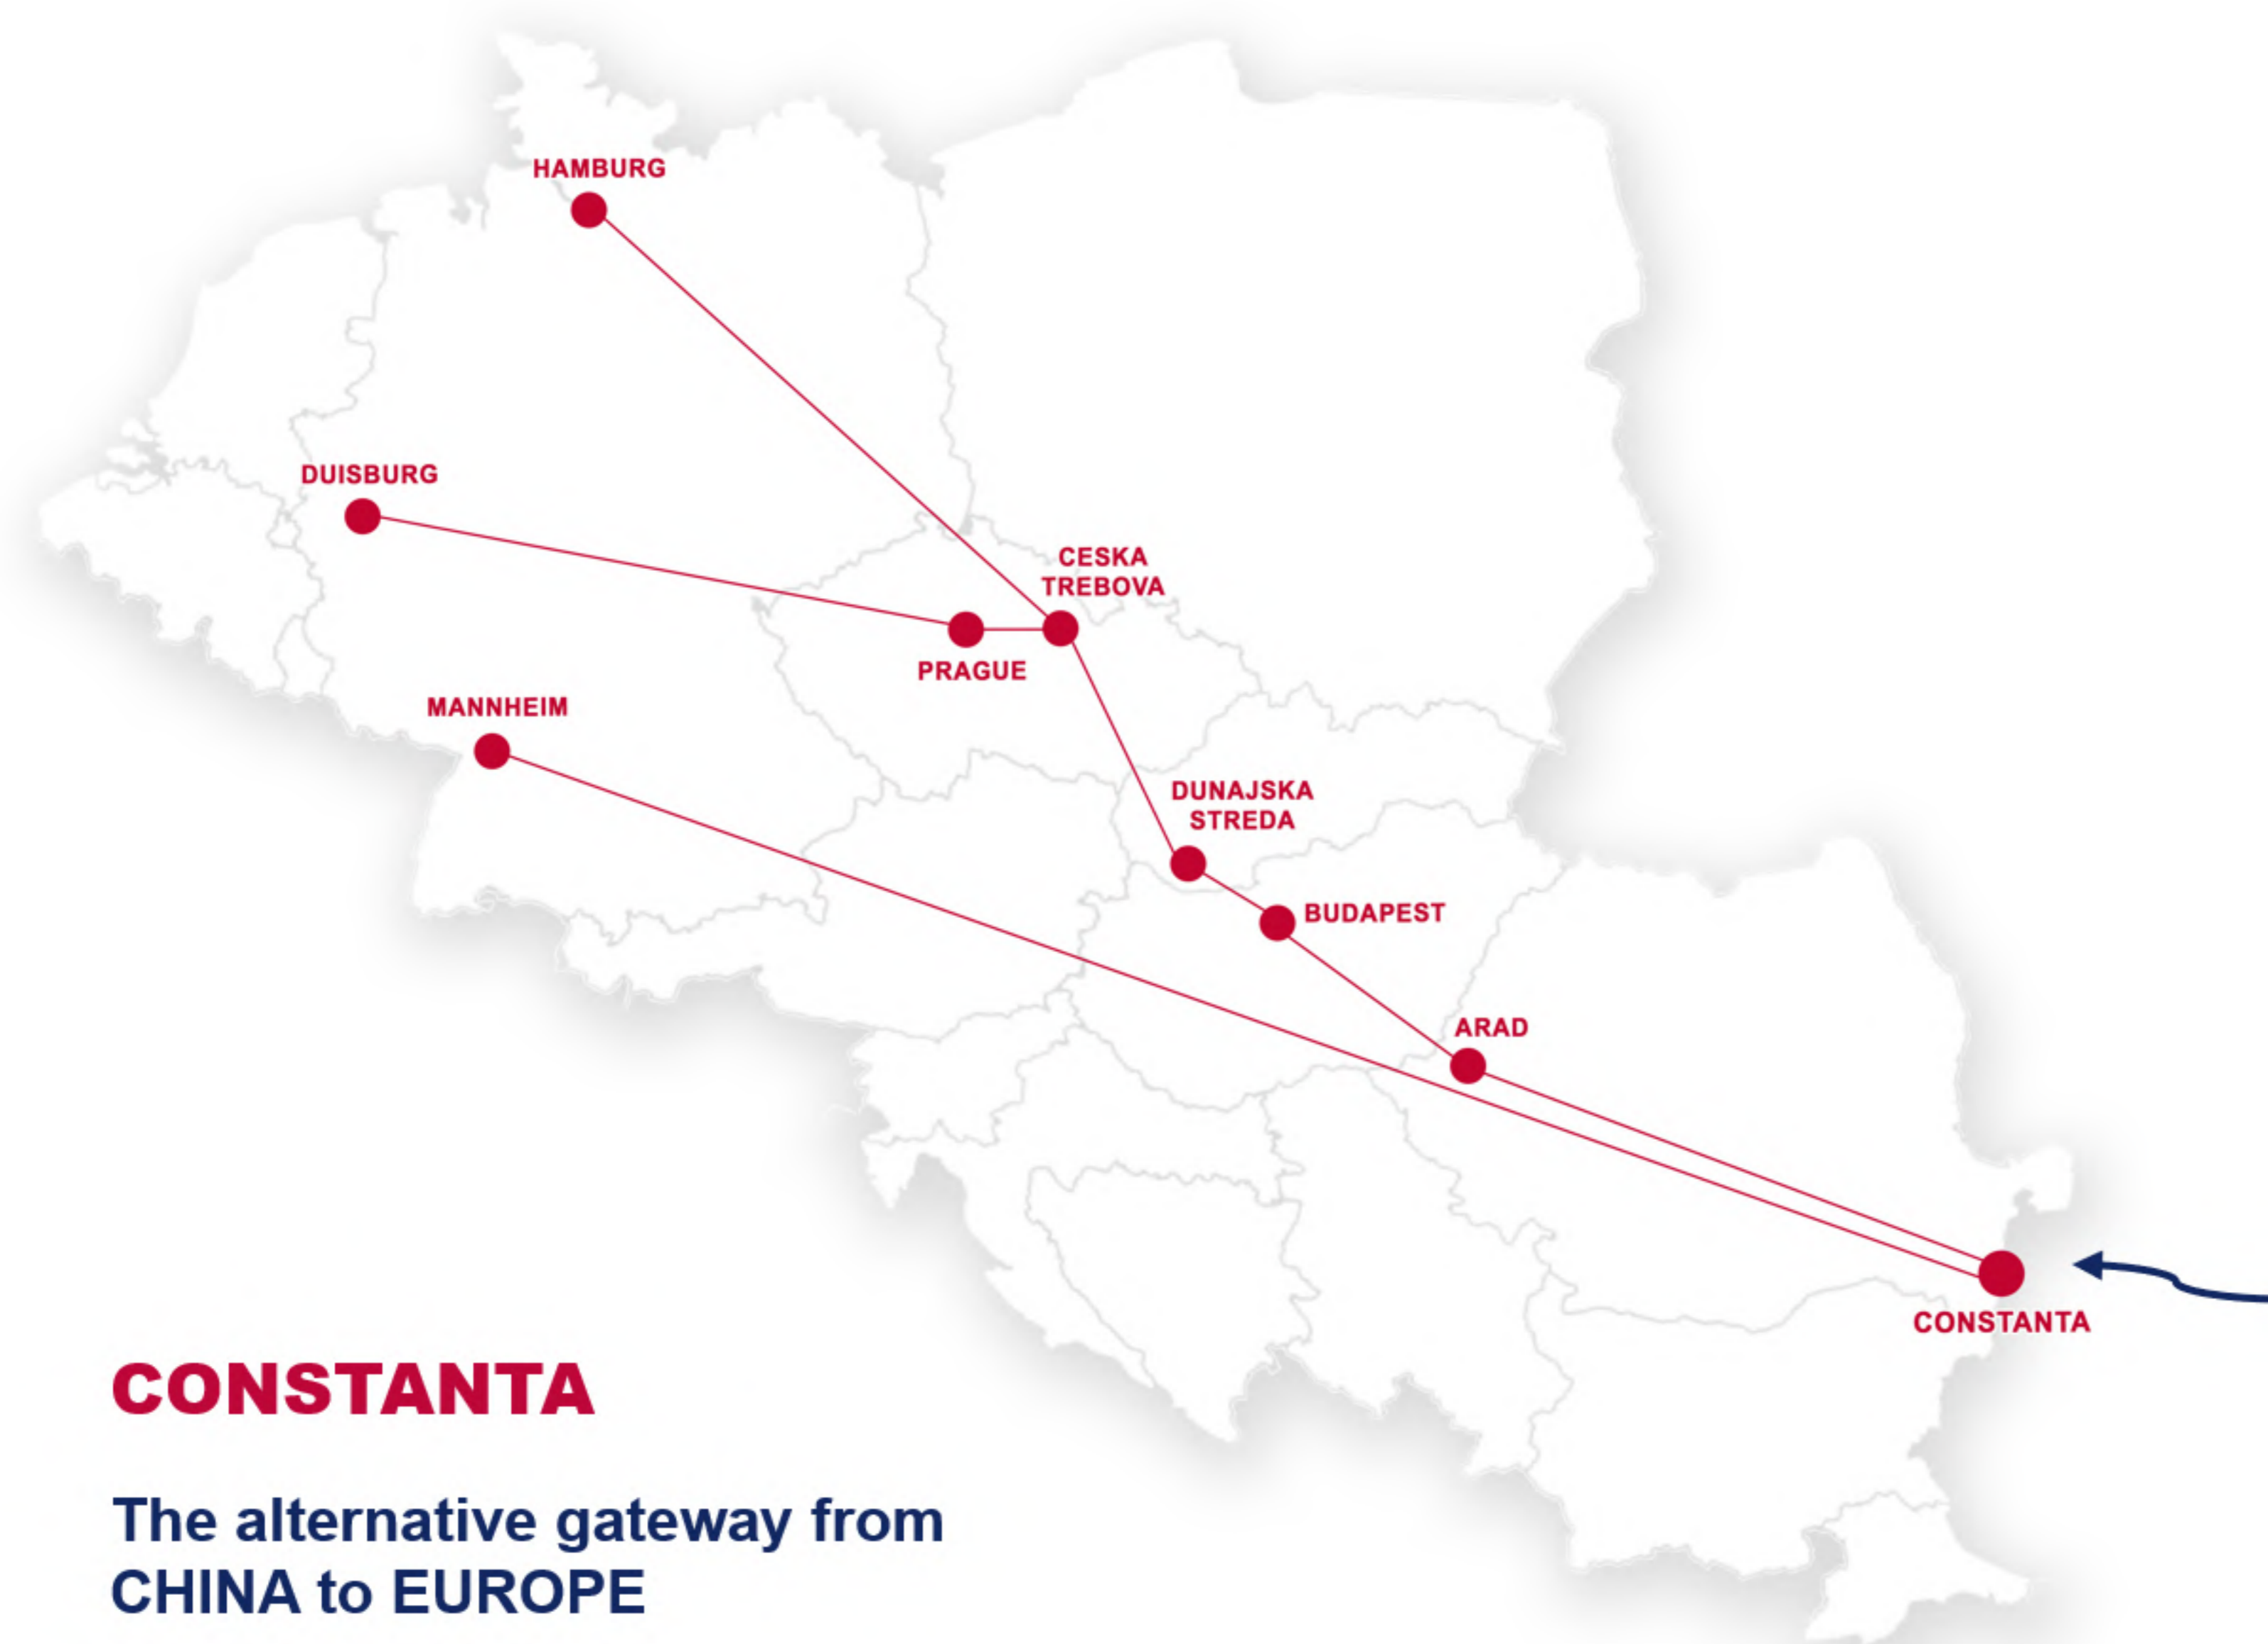 HAMBURG
DUISBURG
CESKA
TREBOVA
PRAGUE
MANNHEIM
DUNAJSKA
STREDA
BUDAPEST
ARAD
CONSTANTA
CONSTANTA
The alternative gateway from
CHINA to EUROPE